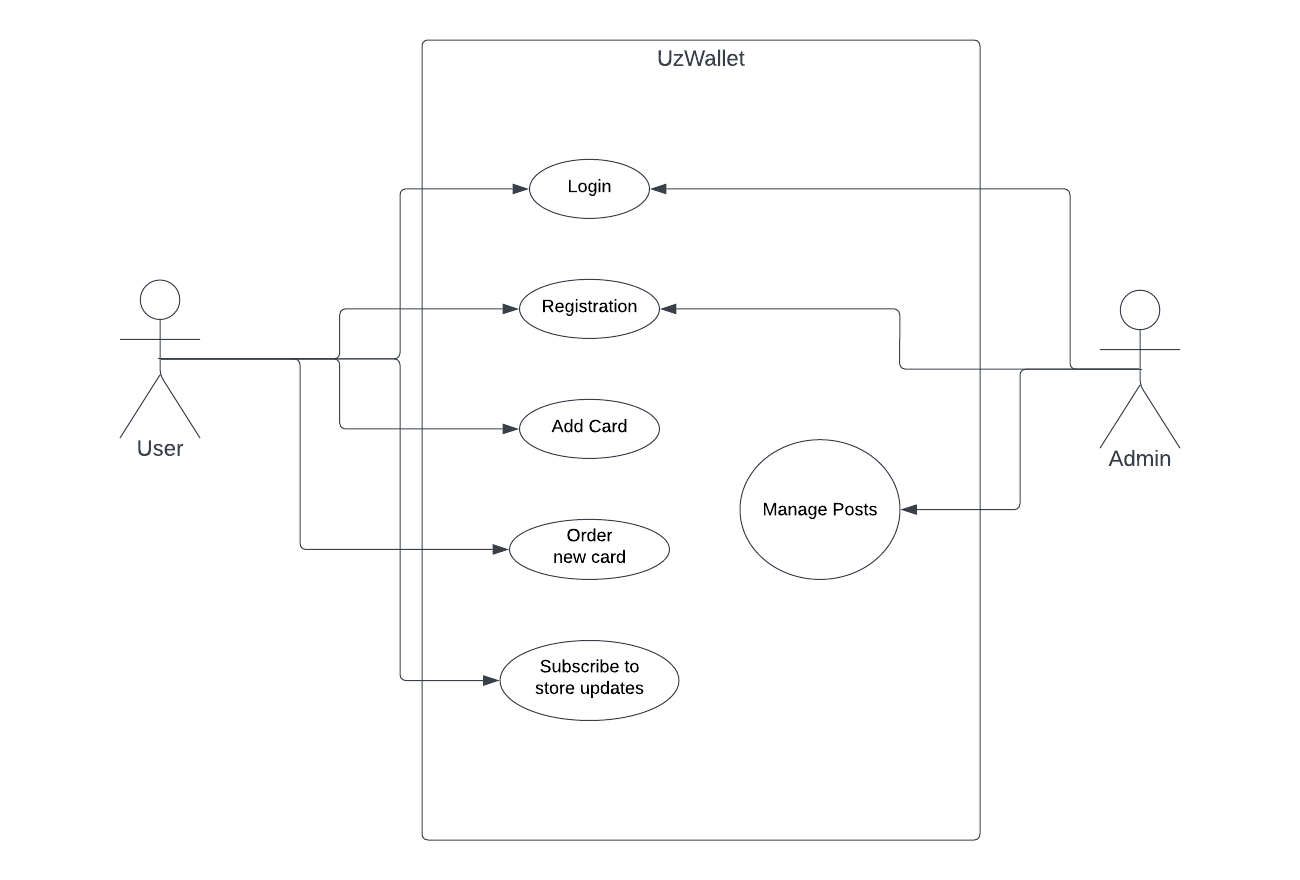 UzWallet
Login
Registration
Add Card
Order
new card
Subscribe to
store updates
Manage Posts
User
Admin